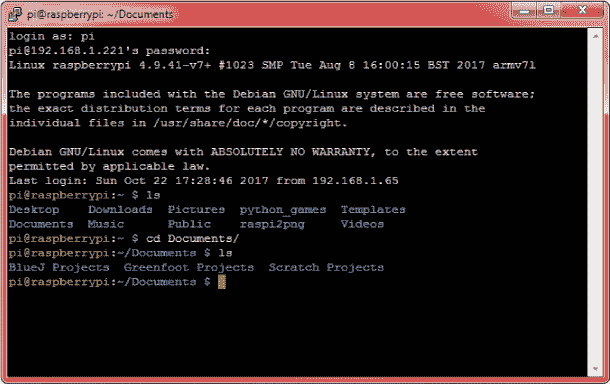 pi@raspberrypi: ~/Documents
login as: pi
pi@192.168.1.221's password:
Linux raspberrypi 4.9.41-v7+ #1023 SMP Tue Aug 8 16:00:15 BST 2017 armv7l
The programs included with the Debian GNU/Linux system are free software;
the exact distribution terms for each program are described in the
individual files in /usr/share/doc/*/copyright.
Debian GNU/Linux comes with ABSOLUTELY NO WARRANTY, to the extent
permitted by applicable law.
Last login: Sun Oct 22 17:28:46 2017 from 192.168.1.65
pi@raspberrypi:~ $ ls
Desktop Downloads Pictures python_games Templates
Documents Music Public raspi2png Videos
pi@raspberrypi:~ $ cd Documents/
pi@raspberrypi:~/Documents $ ls
BlueJ Projects Greenfoot Projects Scratch Projects
pi@raspberrypi:~/Documents $